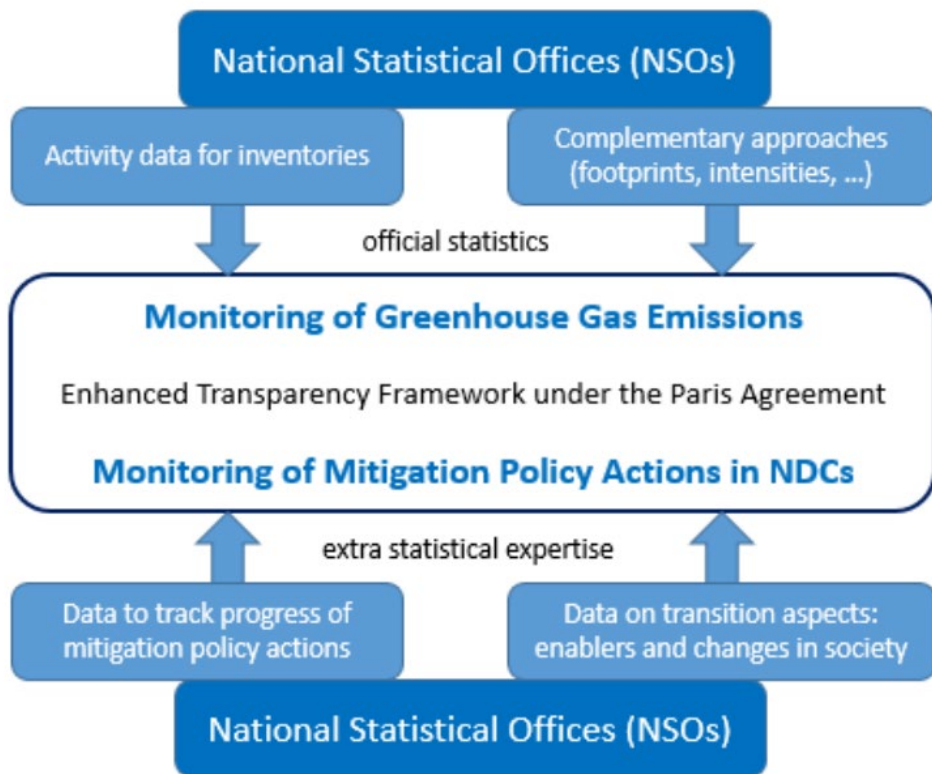 National Statistical Offices (NSOs)
Activity data for inventories
Complementary approaches
(footprints, intensities, ...)
official statistics
Monitoring of Greenhouse Gas Emissions
Enhanced Transparency Framework under the Paris Agreement
Monitoring of Mitigation Policy Actions in NDCs
extra statistical expertise
Data to track progress of
mitigation policy actions
Data on transition aspects:
enablers and changes in society
National Statistical Offices (NSOs)